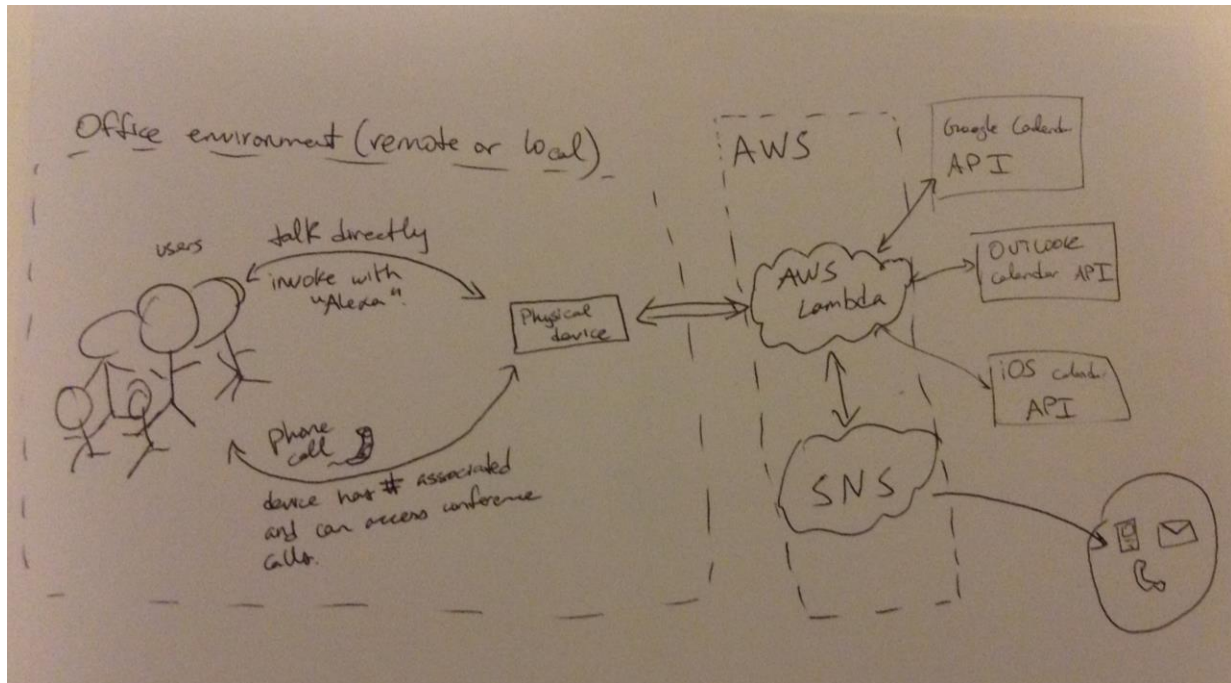 Office environment (remote or local)
users
talk directly
invoke with
"Alexa".
Physical
device
phone
call
device has # associated
and can access conference
calls.
AWS
AWS
Lambda
SNS
Google Calendar
API
OUTLOOK
calendar API
iOS calendar
API